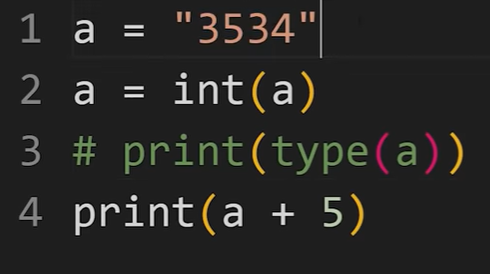 1 a = "3534"
2 a = int(a)
3 # print(type(a))
4 print(a + 5)